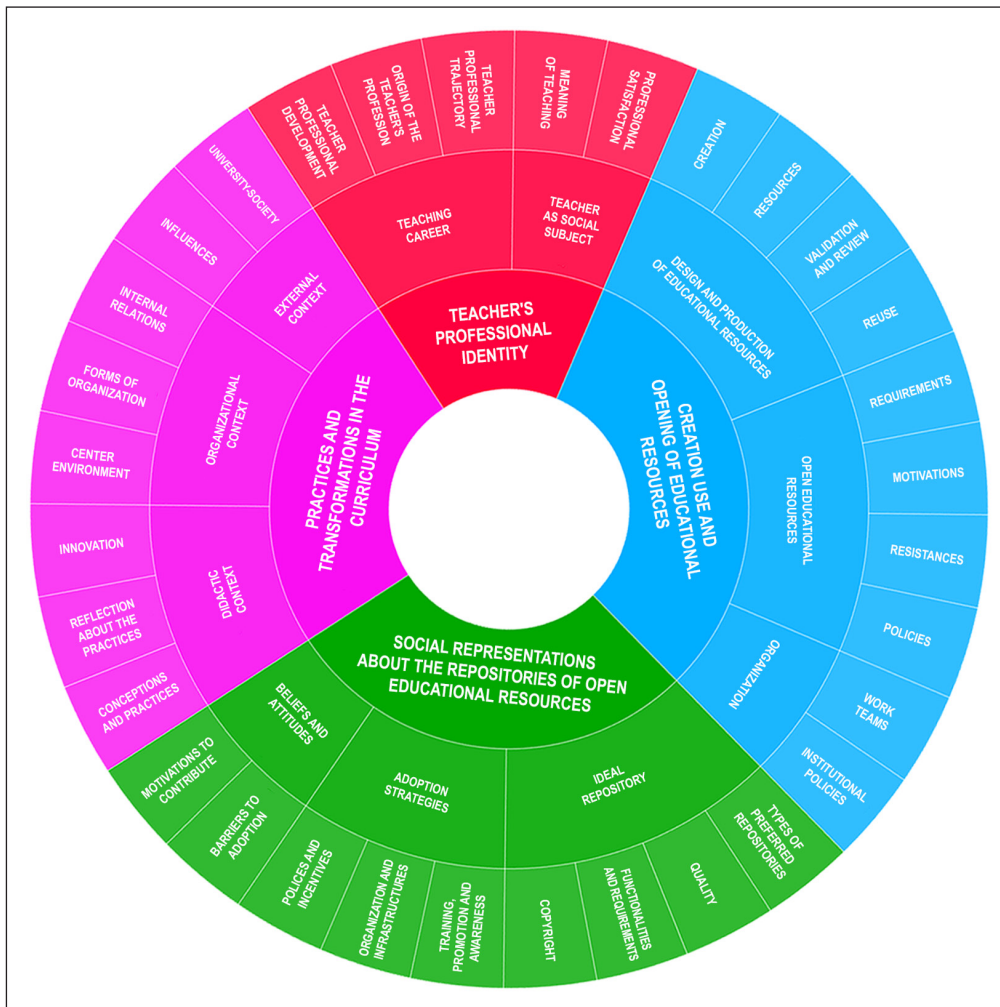 TEACHER'S
PROFESSIONAL
IDENTITY
TEACHING
CAREER
TEACHER
PROFESSIONAL
DEVELOPMENT
ORIGIN OF THE
TEACHER'S
PROFESSION
TEACHER
PROFESSIONAL
TRAJECTORY
TEACHER
AS SOCIAL
SUBJECT
MEANING
OF TEACHING
PROFESSIONAL
SATISFACTION
CREATION USE AND
OPENING OF EDUCATIONAL
RESOURCES
DESIGN AND PRODUCTION
OF EDUCATIONAL RESOURCES
CREATION
RESOURCES
VALIDATION
AND REVIEW
REUSE
OPEN EDUCATIONAL
RESOURCES
REQUIREMENTS
MOTIVATIONS
RESISTANCES
POLICIES
ORGANIZATION
WORK
TEAMS
INSTITUTIONAL
POLICIES
SOCIAL REPRESENTATIONS
ABOUT THE REPOSITORIES OF OPEN
EDUCATIONAL RESOURCES
IDEAL
REPOSITORY
TYPES OF
PREFERRED
REPOSITORIES
QUALITY
FUNCTIONALITIES
AND REQUIREMENTS
COPYRIGHT
ADOPTION
STRATEGIES
TRAINING,
PROMOTION AND
AWARENESS
ORGANIZATION AND
INFRASTRUCTURES
POLICES AND
INCENTIVES
BELIEFS AND
ATTITUDES
BARRIERS TO
ADOPTION
MOTIVATIONS TO
CONTRIBUTE
PRACTICES AND
TRANSFORMATIONS IN THE
CURRICULUM
DIDACTIC
CONTEXT
CONCEPTIONS
AND PRACTICES
REFLECTION
ABOUT THE
PRACTICES
INNOVATION
ORGANIZATIONAL
CONTEXT
CENTER
ENVIRONMENT
FORMS OF
ORGANIZATION
INTERNAL
RELATIONS
EXTERNAL
CONTEXT
INFLUENCES
UNIVERSITY-SOCIETY